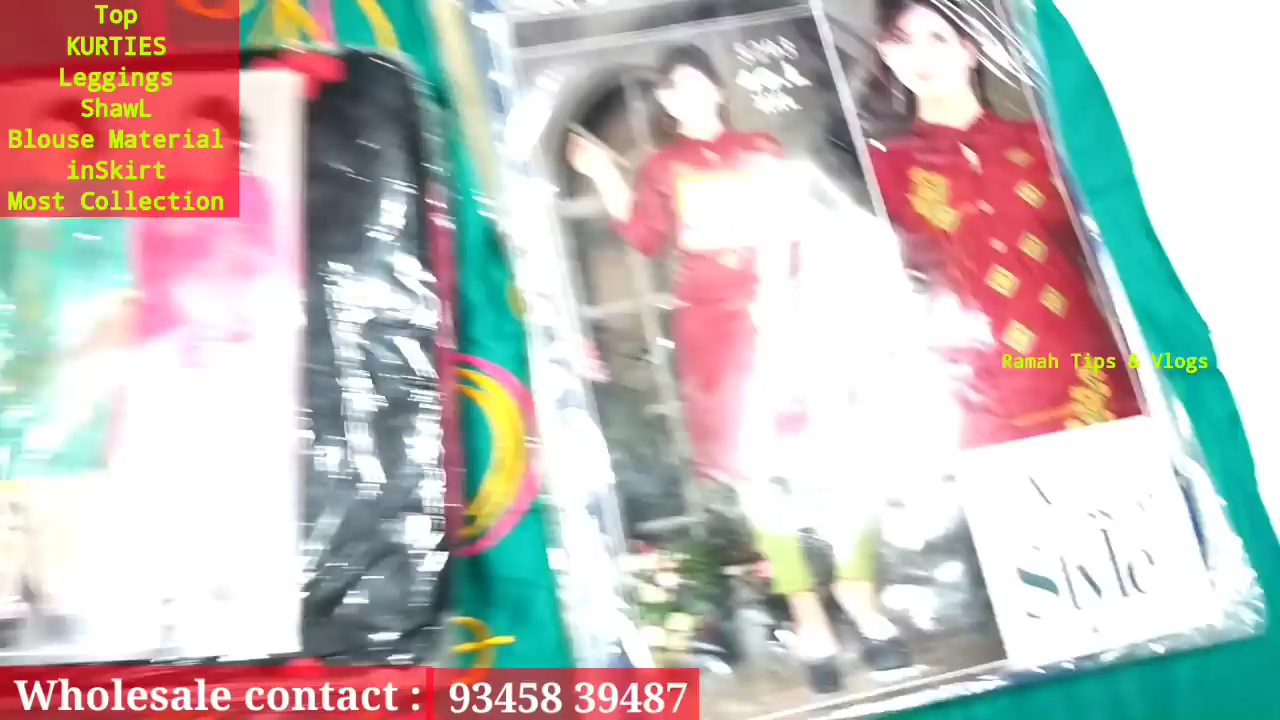 Top
KURTIES
Leggings
ShawL
Blouse Material
inSkirt
Most Collection
Ramah Tips & Vlogs
Style
Wholesale contact : 93458 39487